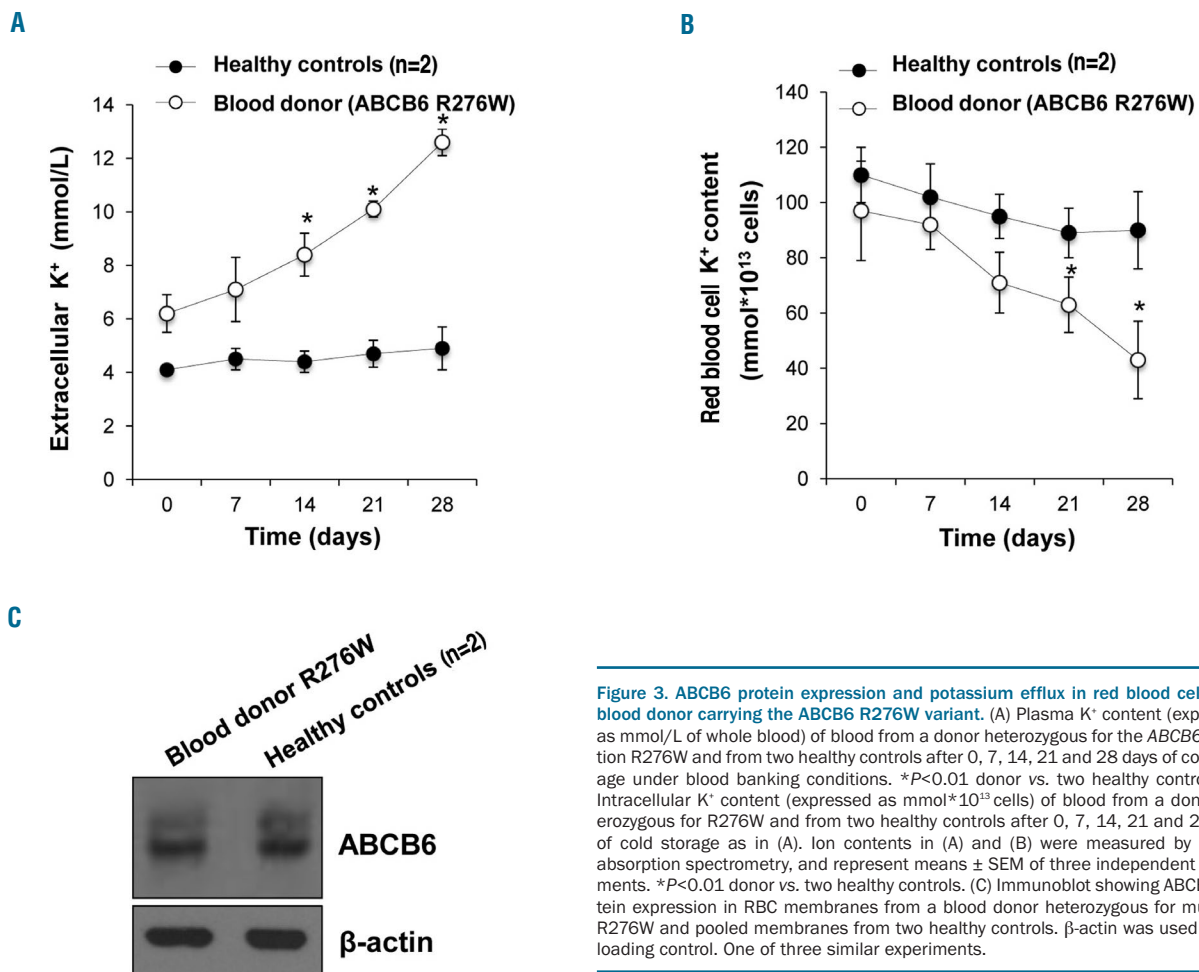 A
Healthy controls (n=2)
Blood donor (ABCB6 R276W)
Extracellular K⁺ (mmol/L)
14
12
10
8
6
4
2
0
*
*
*
0 7 14 21 28
Time (days)
B
Healthy controls (n=2)
Blood donor (ABCB6 R276W)
Red blood cell K⁺ content
(mmol*10¹³ cells)
140
120
100
80
60
40
20
0
*
*
0 7 14 21 28
Time (days)
C
Blood donor R276W
Healthy controls (n=2)
ABCB6
β-actin
Figure 3. ABCB6 protein expression and potassium efflux in red blood cel
blood donor carrying the ABCB6 R276W variant. (A) Plasma K⁺ content (exp
as mmol/L of whole blood) of blood from a donor heterozygous for the ABCB6
tion R276W and from two healthy controls after 0, 7, 14, 21 and 28 days of co
age under blood banking conditions. *P<0.01 donor vs. two healthy contro
Intracellular K⁺ content (expressed as mmol*10¹³ cells) of blood from a don
erozygous for R276W and from two healthy controls after 0, 7, 14, 21 and 2
of cold storage as in (A). Ion contents in (A) and (B) were measured by
absorption spectrometry, and represent means ± SEM of three independent
ments. *P<0.01 donor vs. two healthy controls. (C) Immunoblot showing ABC
tein expression in RBC membranes from a blood donor heterozygous for mu
R276W and pooled membranes from two healthy controls. β-actin was used
loading control. One of three similar experiments.